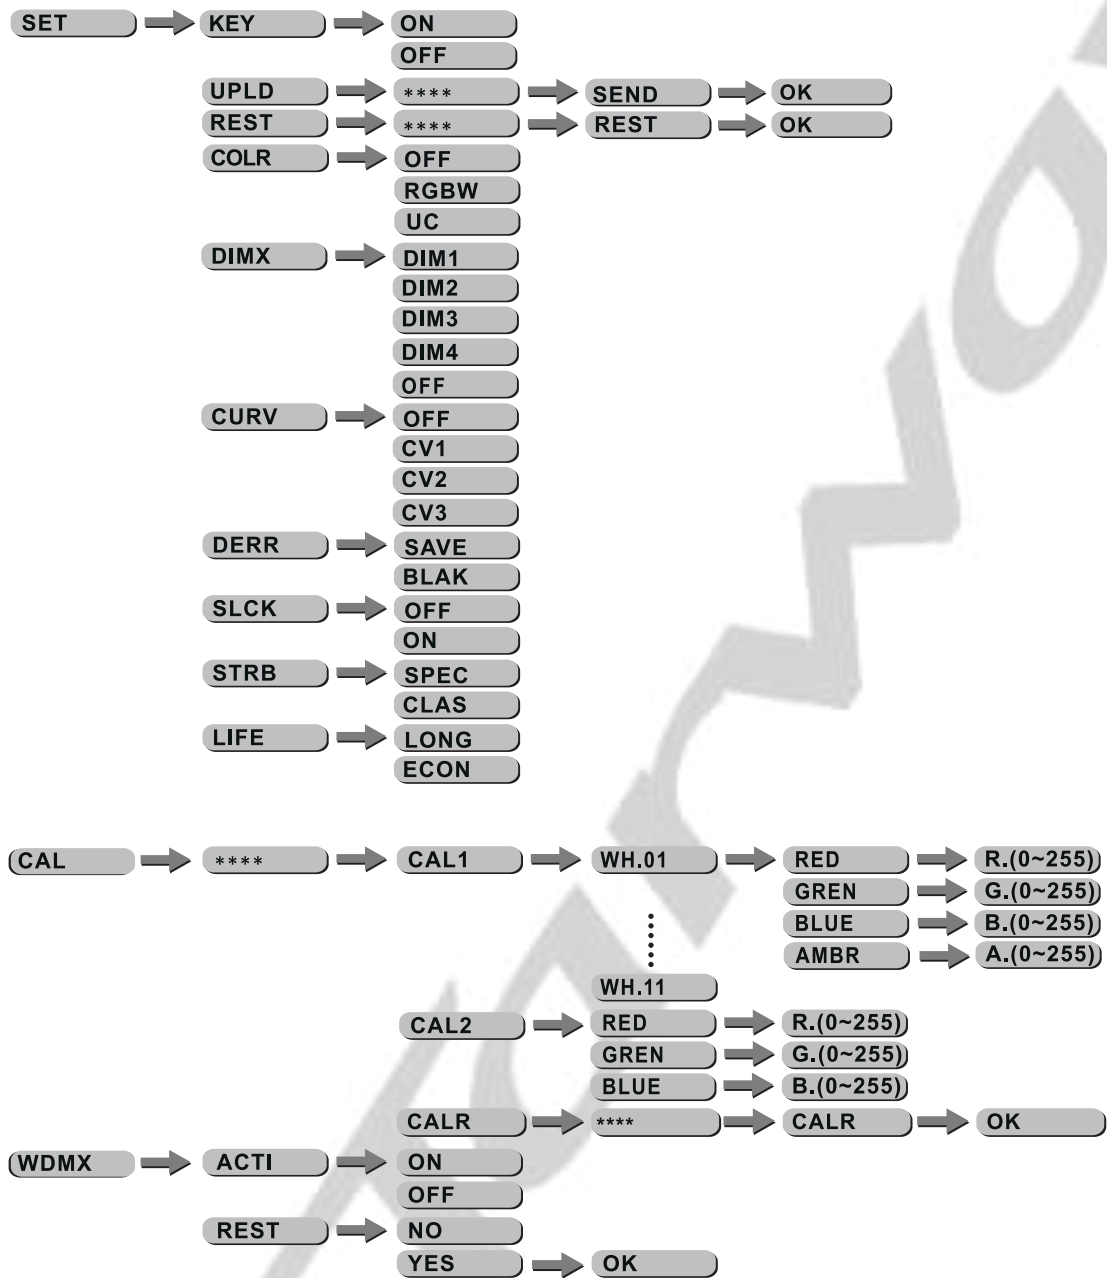 SET KEY ON
OFF
UPLD **** SEND OK
REST **** REST OK
COLR OFF
RGBW
UC
DIMX DIM1
DIM2
DIM3
DIM4
OFF
CURV OFF
CV1
CV2
CV3
DERR SAVE
BLAK
SLCK OFF
ON
STRB SPEC
CLAS
LIFE LONG
ECON
CAL **** CAL1 WH.01 RED R.(0~255)
GREN G.(0~255)
BLUE B.(0~255)
AMBR A.(0~255)
WH.11
CAL2 RED R.(0~255)
GREN G.(0~255)
BLUE B.(0~255)
CALR **** CALR OK
WDMX ACTI ON
OFF
REST NO
YES OK